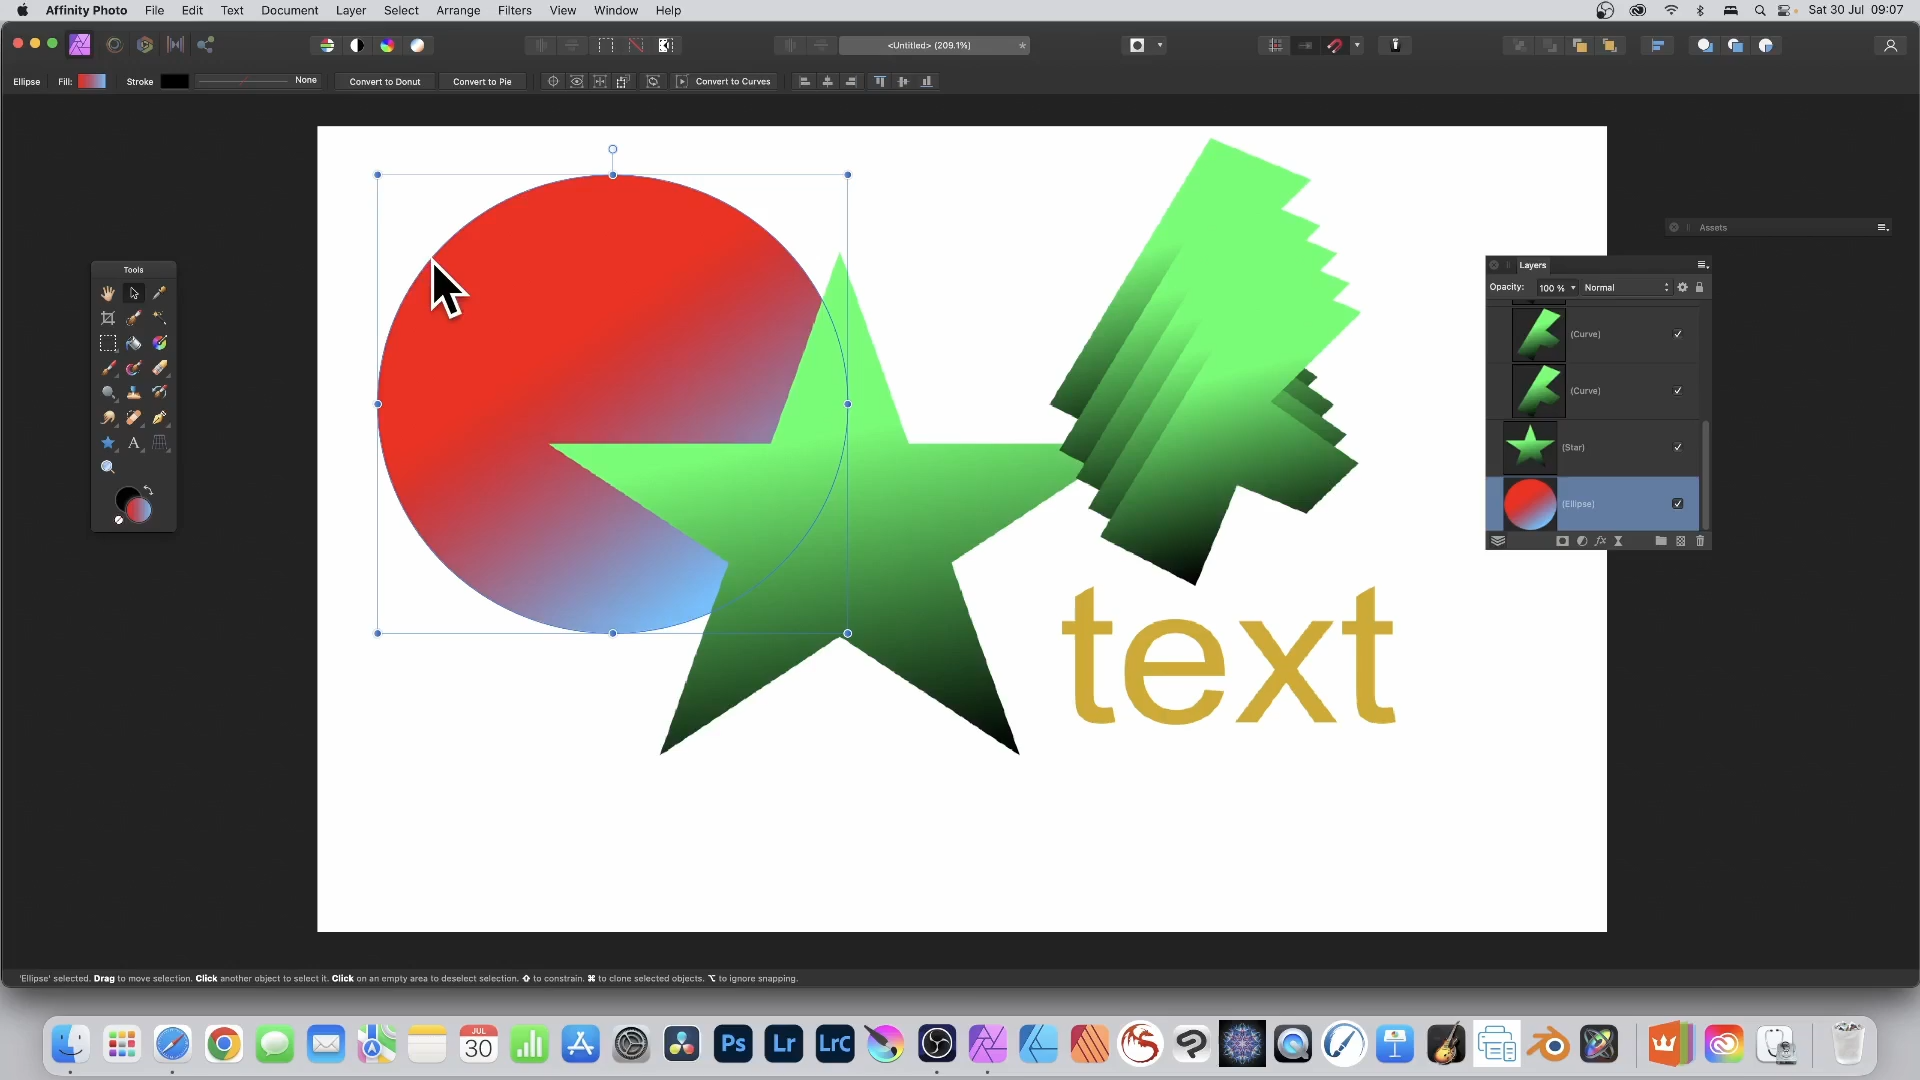 Affinity Photo File Edit Text Document Layer Select Arrange Filters View Window Help Sat 30 Jul 09:07
<Untitled> (209.1%) *
Ellipse Fill: Stroke None Convert to Donut Convert to Pie Convert to Curves
Assets
Layers
Tools
Opacity: 100 % Normal
(Curve)
(Curve)
(Star)
(Ellipse)
A
text
'Ellipse' selected. Drag to move selection. Click another object to select it. Click on an empty area to deselect selection. ⇧ to constrain. ⌘ to clone selected objects. ⌥ to ignore snapping.
JUL
30
Ps Lr LrC